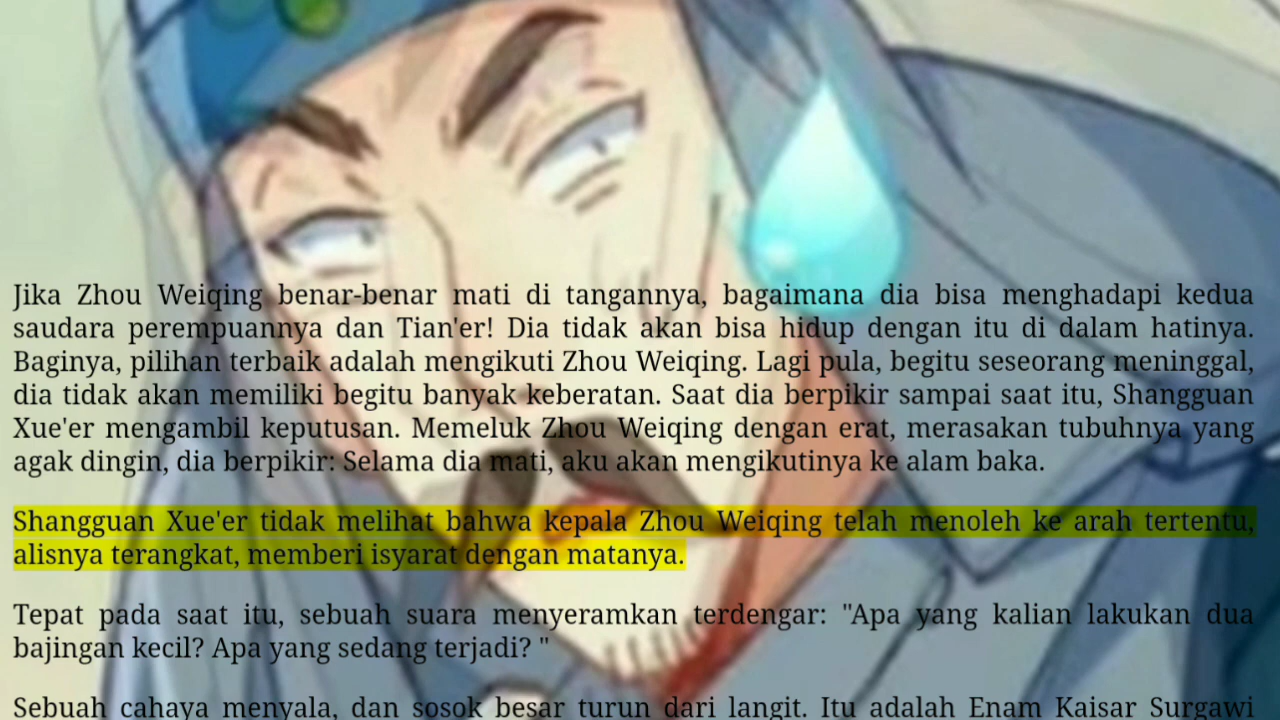 Jika Zhou Weiqing benar-benar mati di tangannya, bagaimana dia bisa menghadapi kedua
saudara perempuannya dan Tian'er! Dia tidak akan bisa hidup dengan itu di dalam hatinya.
Baginya, pilihan terbaik adalah mengikuti Zhou Weiqing. Lagi pula, begitu seseorang meninggal,
dia tidak akan memiliki begitu banyak keberatan. Saat dia berpikir sampai saat itu, Shangguan
Xue'er mengambil keputusan. Memeluk Zhou Weiqing dengan erat, merasakan tubuhnya yang
agak dingin, dia berpikir: Selama dia mati, aku akan mengikutinya ke alam baka.
Shangguan Xue'er tidak melihat bahwa kepala Zhou Weiqing telah menoleh ke arah tertentu,
alisnya terangkat, memberi isyarat dengan matanya.
Tepat pada saat itu, sebuah suara menyeramkan terdengar: "Apa yang kalian lakukan dua
bajingan kecil? Apa yang sedang terjadi? "
Sebuah cahaya menyala, dan sosok besar turun dari langit. Itu adalah Enam Kaisar Surgawi